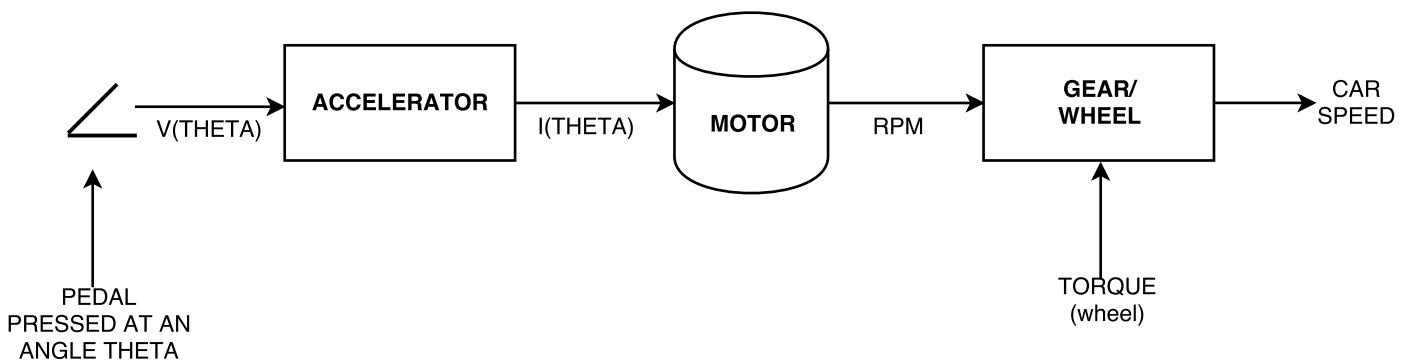 V(THETA)
ACCELERATOR
I(THETA)
MOTOR
RPM
GEAR/
WHEEL
CAR
SPEED
PEDAL
PRESSED AT AN
ANGLE THETA
TORQUE
(wheel)